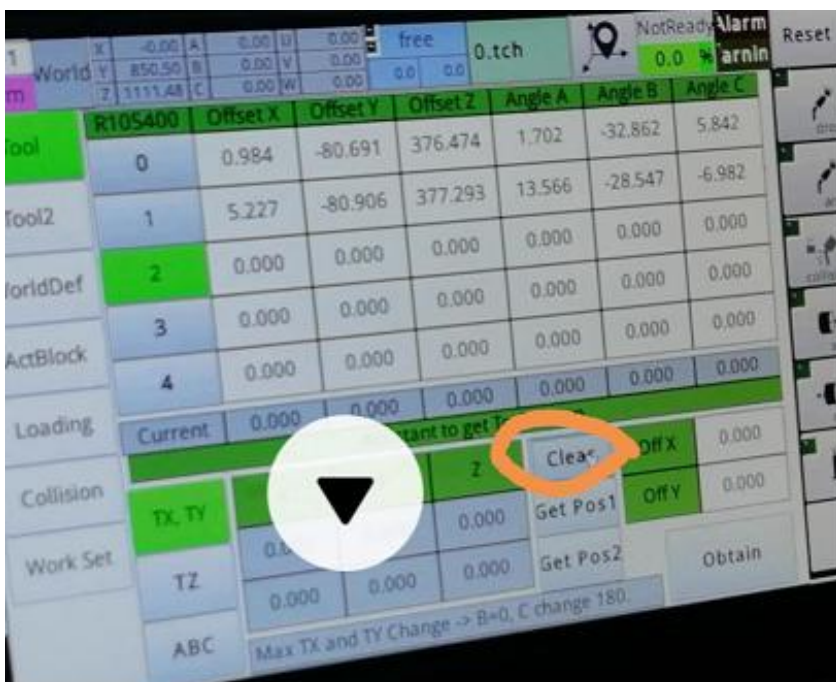 1 World X -0.00 A 0.00 U 0.00 free 0.tch NotReady Alarm Reset
Y 850.50 B 0.00 V 0.00 0.0 0.0 0.0 %
Z 1111.48 C 0.00 W 0.00
R105400 Offset X Offset Y Offset Z Angle A Angle B Angle C
0 0.984 -80.691 376.474 1.702 -32.862 5.842
Tool2 1 5.227 -80.906 377.293 13.566 -28.547 -6.982
2 0.000 0.000 0.000 0.000 0.000 0.000
3 0.000 0.000 0.000 0.000 0.000 0.000
ActBlock 4 0.000 0.000 0.000 0.000 0.000 0.000
Loading Current 0.000 0.000 0.000 0.000 0.000 0.000
to get
Collision TX, TY Z Clear Off X 0.000
0.000 Get Pos1 Off Y 0.000
Work Set TZ 0.000 0.000 0.000 Get Pos2 Obtain
ABC Max TX and TY Change -> B=0, C change 180.